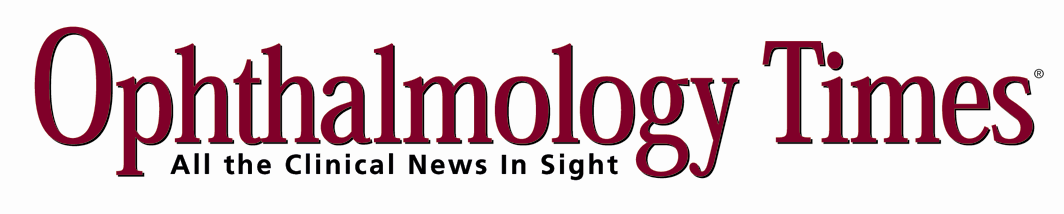 Ophthalmology Times®
All the Clinical News In Sight